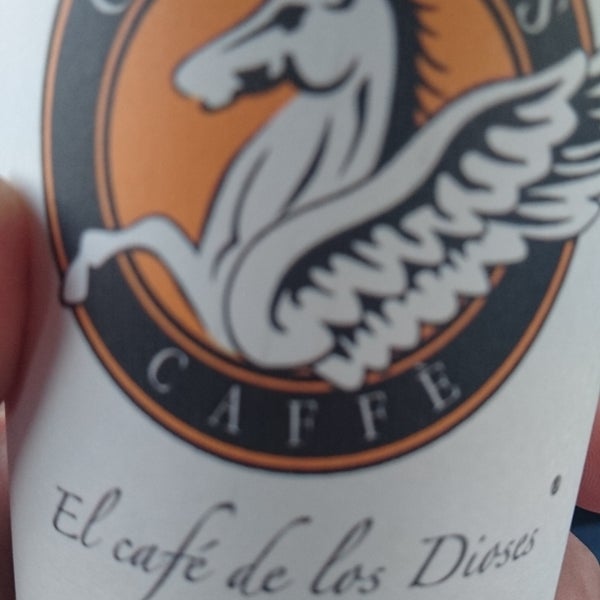 CAFFÈ
El café de los Dioses